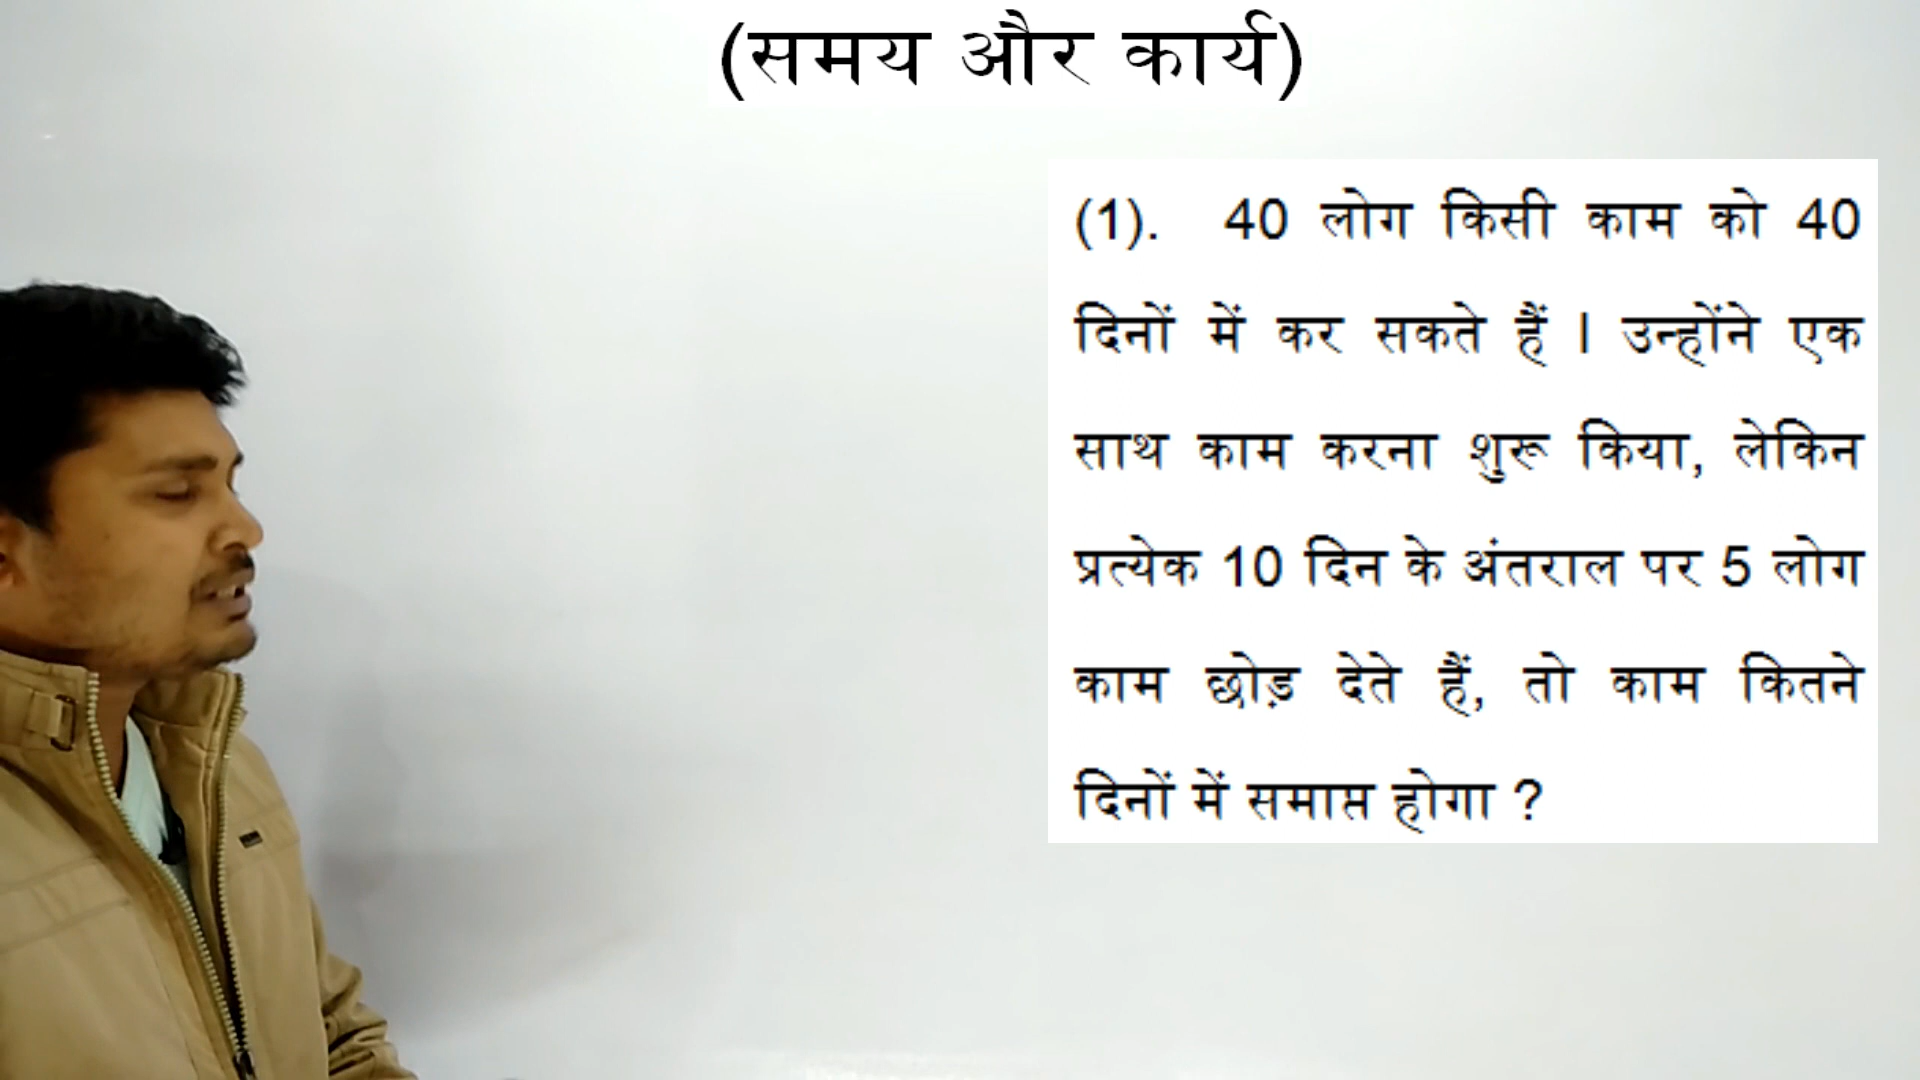 (समय और कार्य)
(1). 40 लोग किसी काम को 40
दिनों में कर सकते हैं l उन्होंने एक
साथ काम करना शुरू किया, लेकिन
प्रत्येक 10 दिन के अंतराल पर 5 लोग
काम छोड़ देते हैं, तो काम कितने
दिनों में समाप्त होगा ?